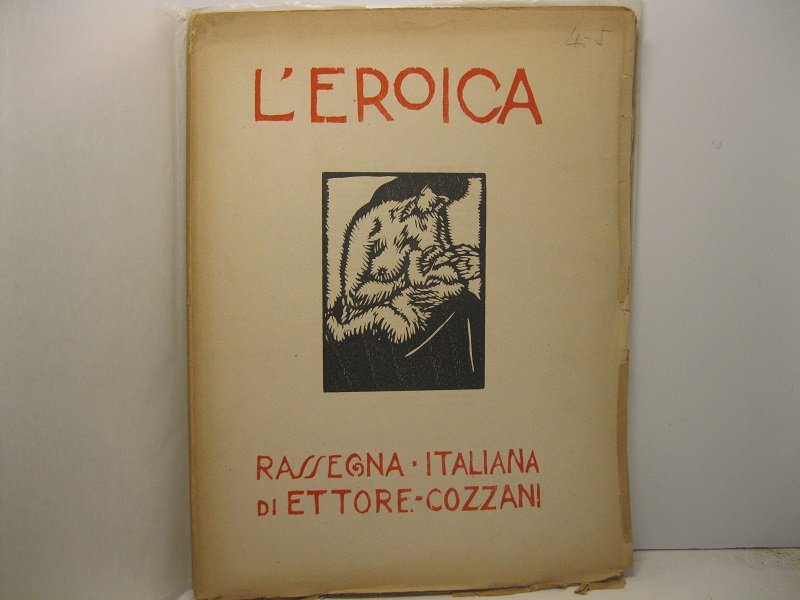 4-5
L'EROICA
RASSEGNA · ITALIANA
DI ETTORE · COZZANI